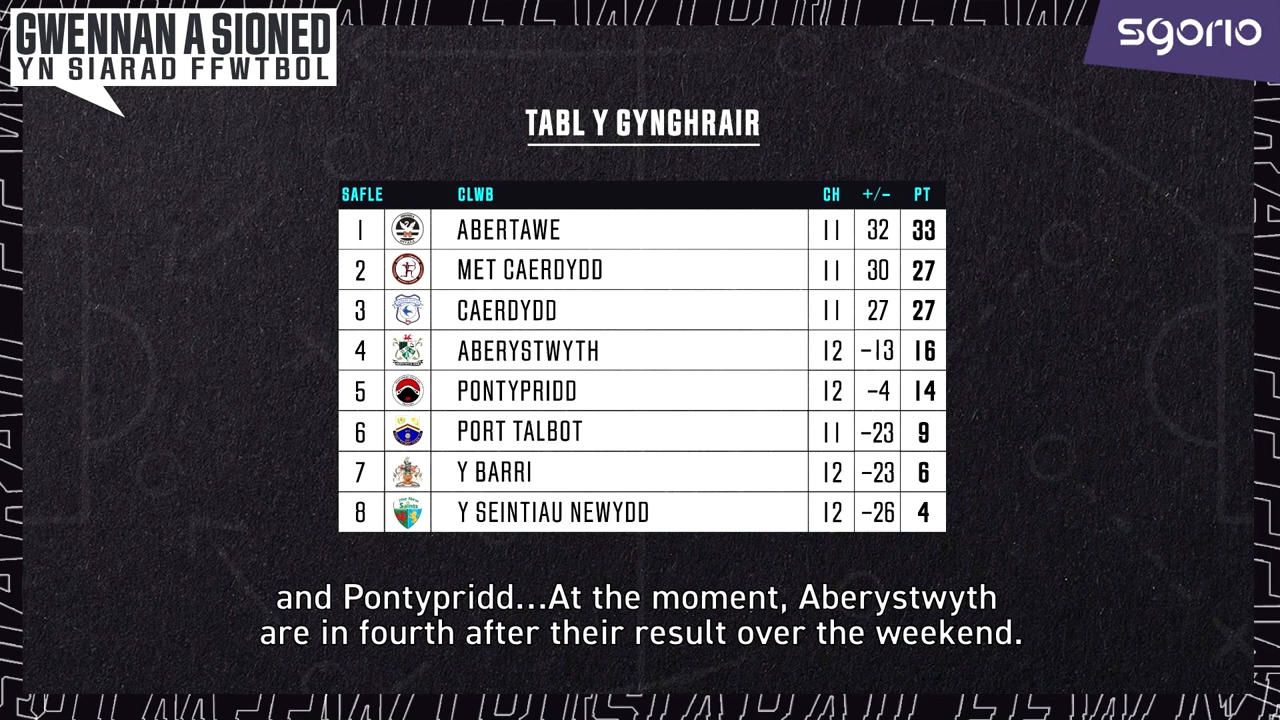 GWENNAN A SIONED
YN SIARAD FFWTBOL
sgorio
TABL Y GYNGHRAIR
SAFLE CLWB CH +/- PT
1 ABERTAWE 11 32 33
2 MET CAERDYDD 11 30 27
3 CAERDYDD 11 27 27
4 ABERYSTWYTH 12 -13 16
5 PONTYPRIDD 12 -4 14
6 PORT TALBOT 11 -23 9
7 Y BARRI 12 -23 6
8 Y SEINTIAU NEWYDD 12 -26 4
and Pontypridd...At the moment, Aberystwyth
are in fourth after their result over the weekend.